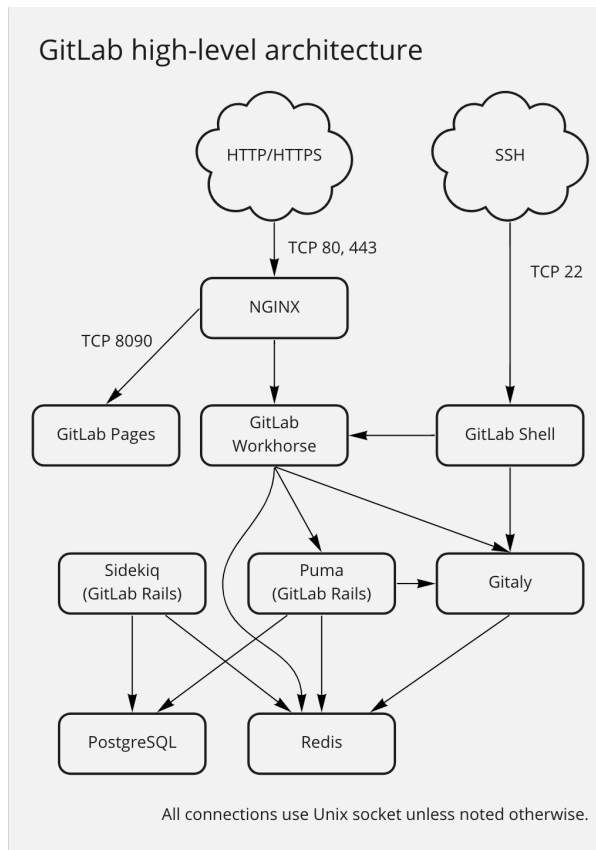 GitLab high-level architecture
HTTP/HTTPS
SSH
TCP 80, 443
TCP 22
NGINX
TCP 8090
GitLab Pages
GitLab
Workhorse
GitLab Shell
Sidekiq
(GitLab Rails)
Puma
(GitLab Rails)
Gitaly
PostgreSQL
Redis
All connections use Unix socket unless noted otherwise.